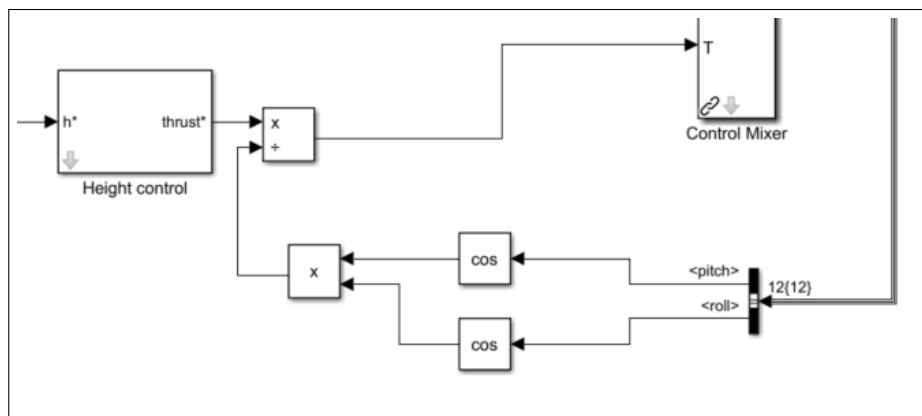 T
h*
thrust*
x
÷
Control Mixer
Height control
cos
<pitch>
12{12}
x
<roll>
cos